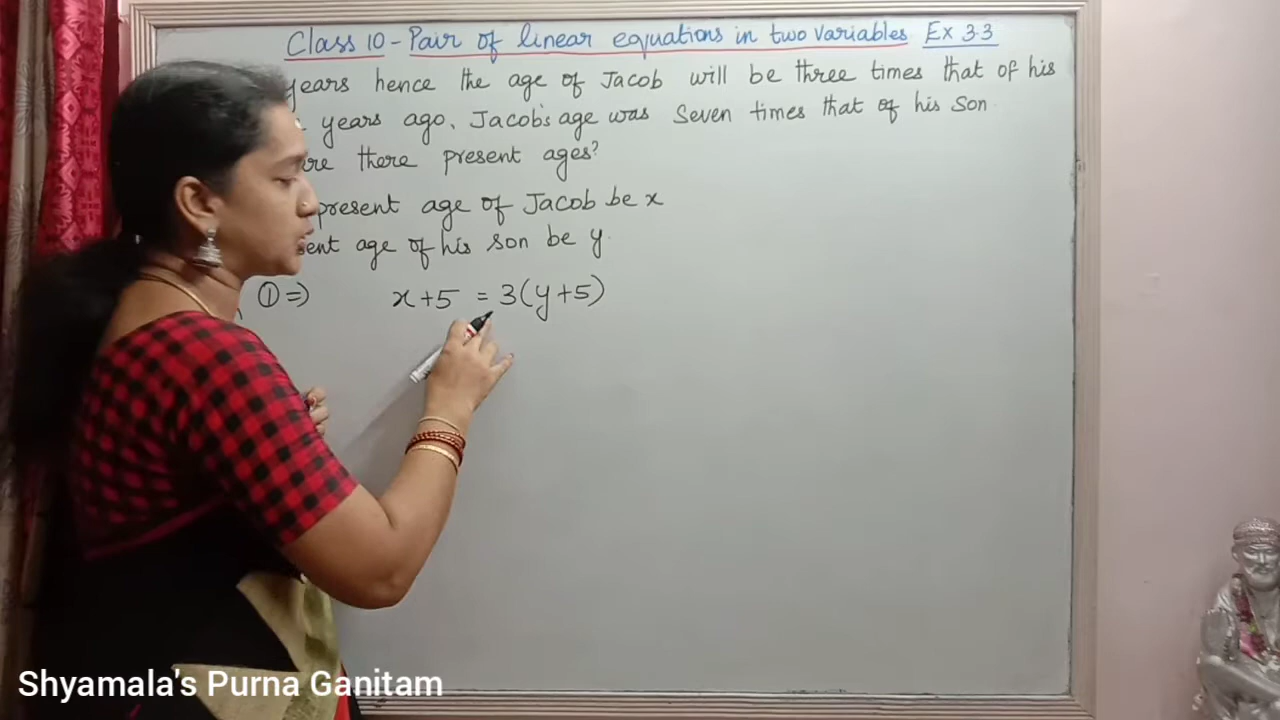 Class 10 - Pair of linear equations in two variables Ex 3.3
years hence the age of Jacob will be three times that of his
years ago, Jacob's age was Seven times that of his Son
there present ages?
present age of Jacob be x
age of his son be y.
① => x + 5 = 3(y+5)
Shyamala's Purna Ganitam